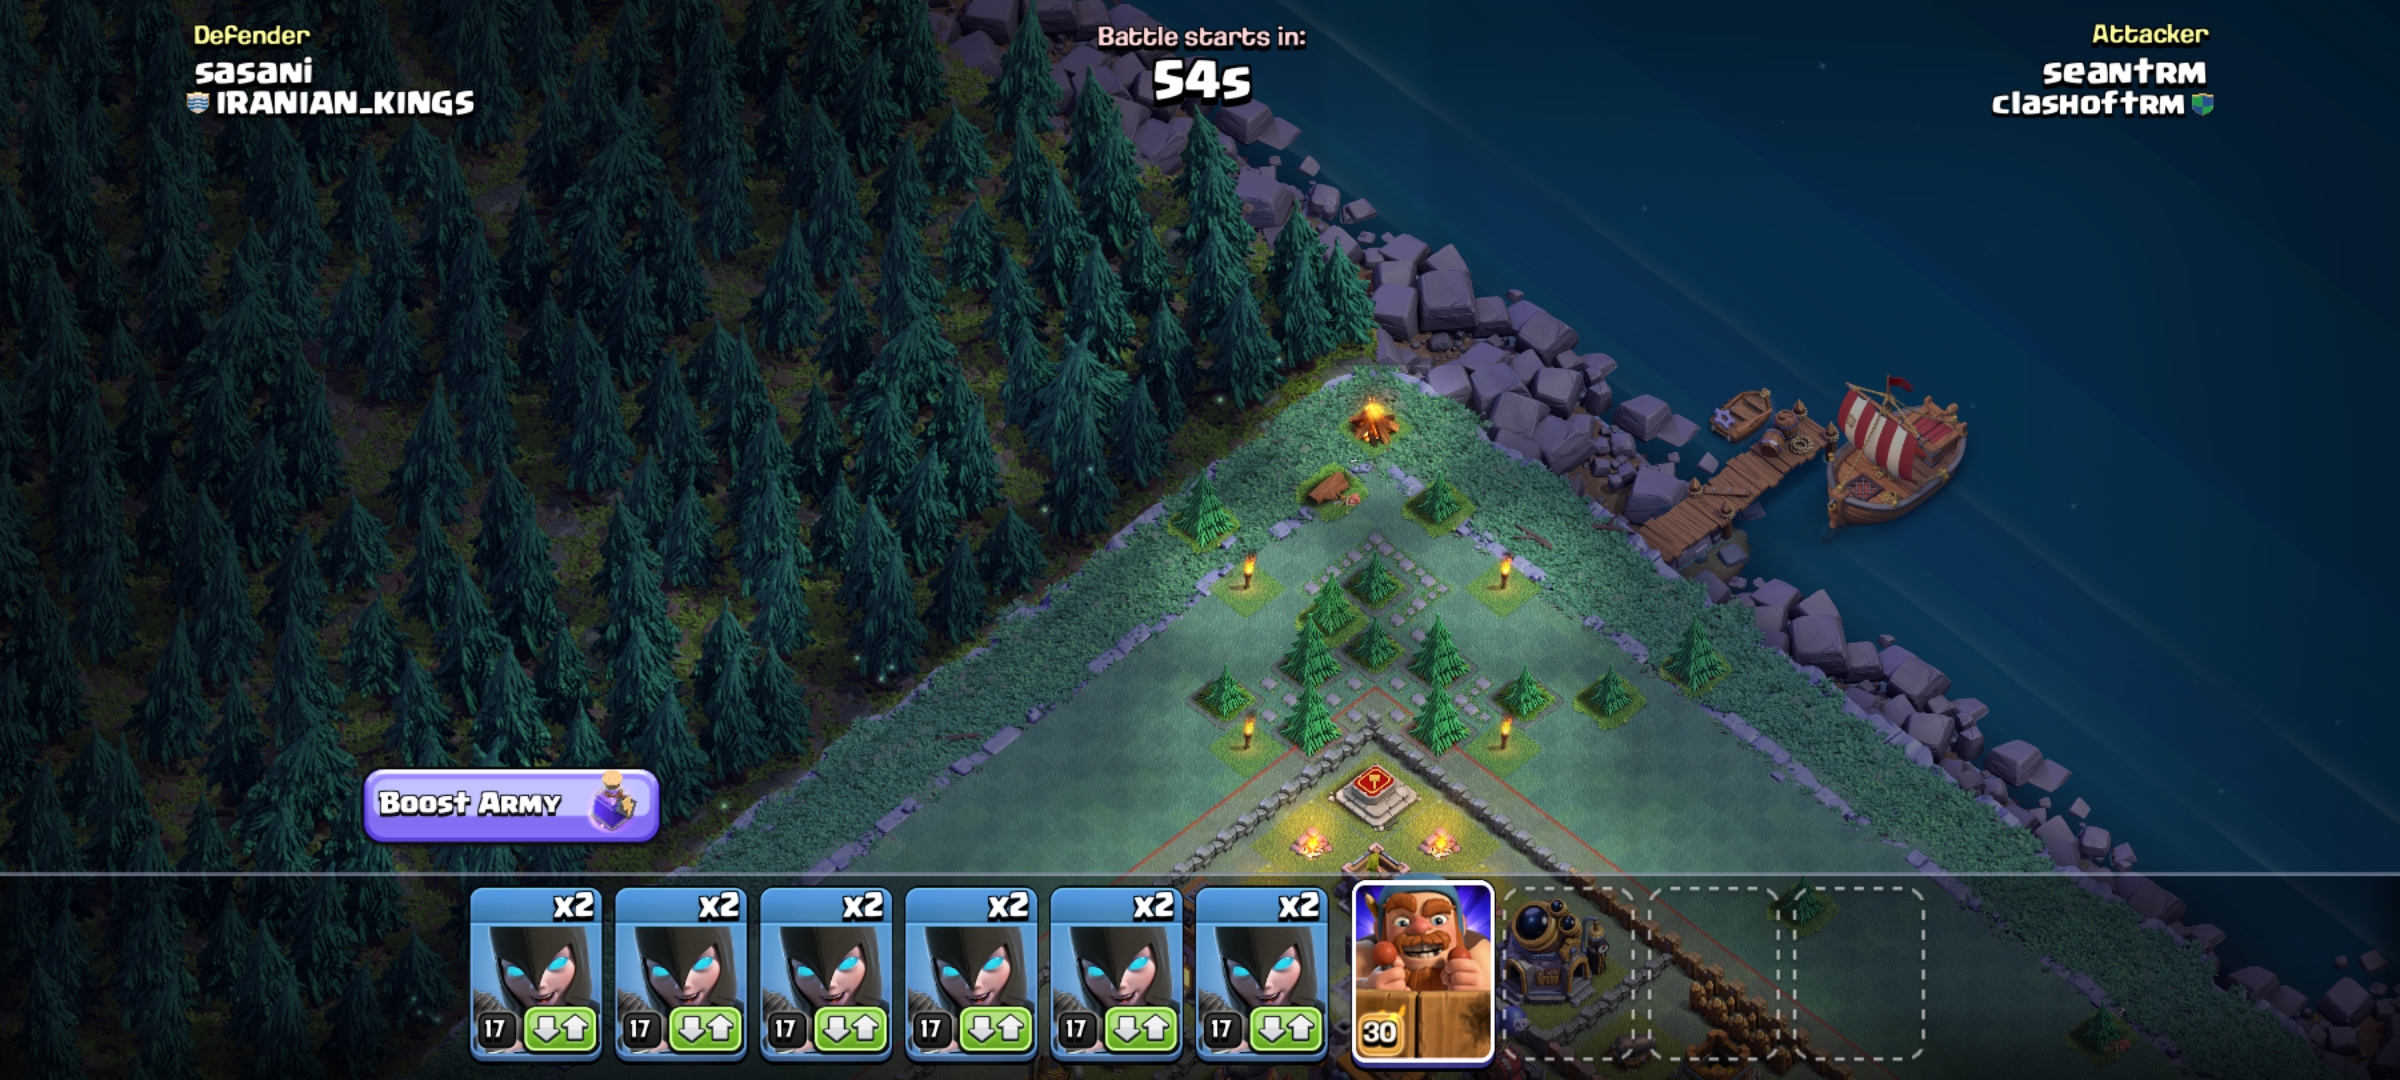 Defender
sasani
IRANIAN_KINGS
Battle starts in:
54s
Attacker
seantRM
clashoftRM
Boost Army
x2
x2
x2
x2
x2
x2
17
17
17
17
17
17
30